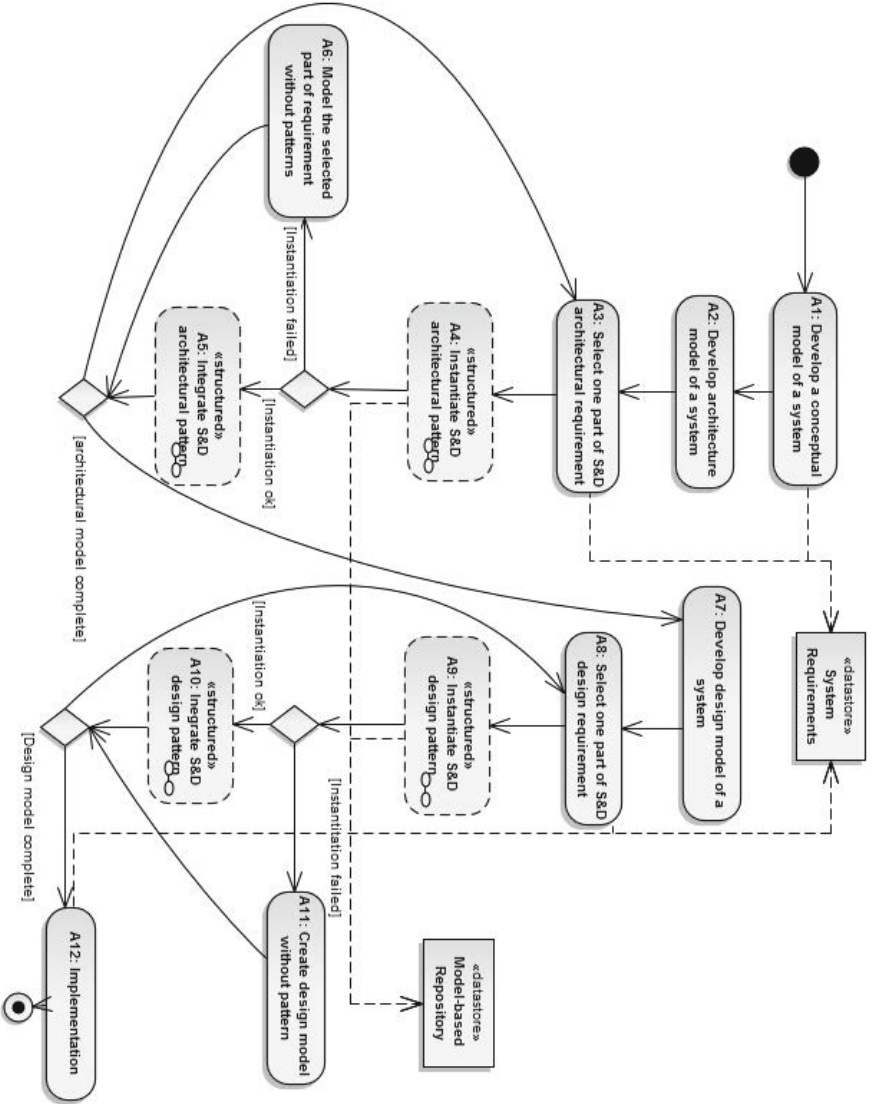 A1: Develop a conceptual
model of a system
A2: Develop architecture
model of a system
A3: Select one part of S&D
architectural requirement
«structured»
A4: Instantiate S&D
architectural pattern
[Instantiation failed]
[Instantiation ok]
A6: Model the selected
part of requirement
without patterns
«structured»
A5: Integrate S&D
architectural pattern
[architectural model complete]
«datastore»
System
Requirements
A7: Develop design model of a
system
A8: Select one part of S&D
design requirement
«structured»
A9: Instantiate S&D
design pattern
[Instantiation ok]
[Instantitation failed]
«structured»
A10: Inegrate S&D
design pattern
A11: Create design model
without pattern
[Design model complete]
A12: Implementation
«datastore»
Model-based
Repository